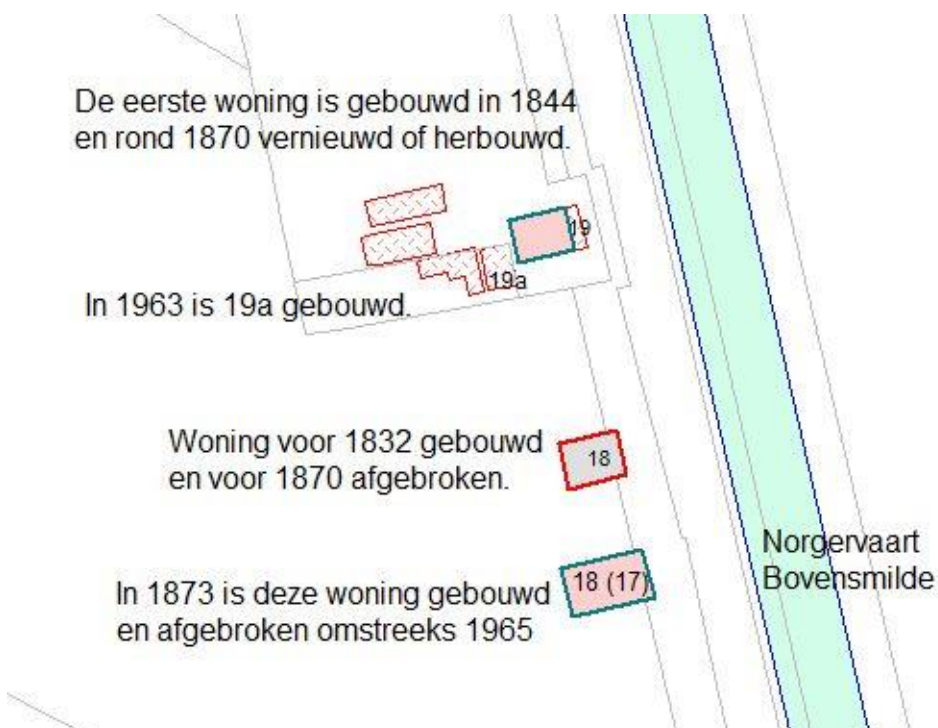 De eerste woning is gebouwd in 1844
en rond 1870 vernieuwd of herbouwd.
19
19a
In 1963 is 19a gebouwd.
Woning voor 1832 gebouwd
en voor 1870 afgebroken.
18
Norgervaart
Bovensmilde
In 1873 is deze woning gebouwd
en afgebroken omstreeks 1965
18 (17)